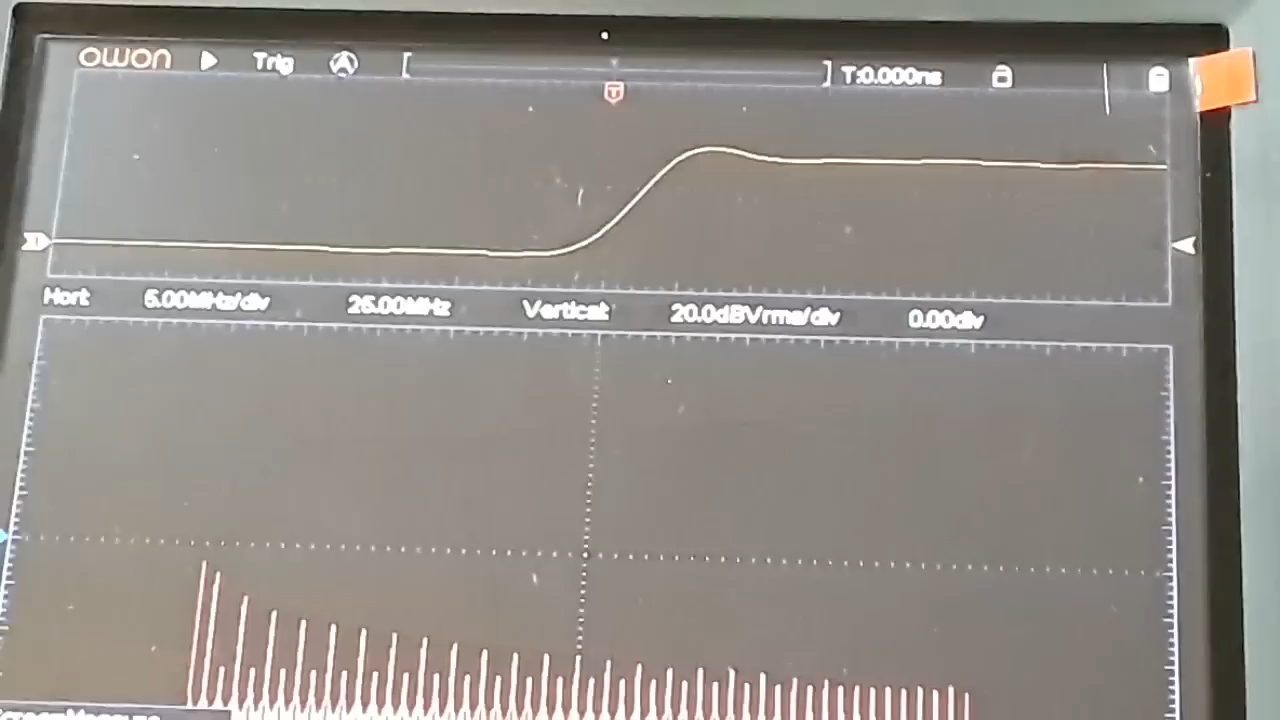 owon Trig T:0.000ns
Hori 5.00MHz/div 25.00MHz Vertical 20.0dBVrms/div 0.00div